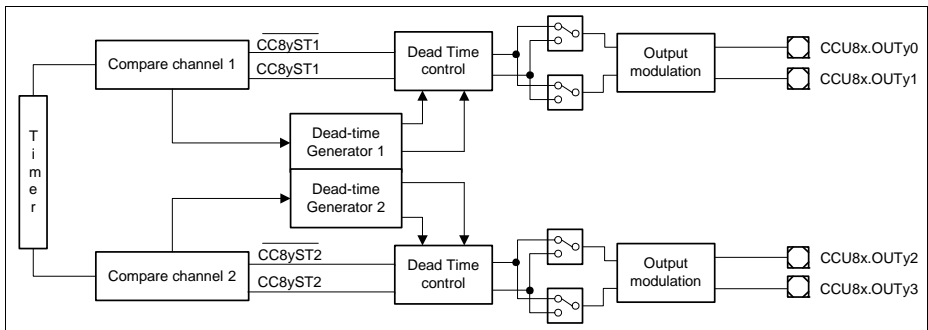 CC8yST1
CCU8x.OUTy0
Compare channel 1
Dead Time
control
Output
modulation
CC8yST1
CCU8x.OUTy1
Timer
Dead-time
Generator 1
Dead-time
Generator 2
CC8yST2
CCU8x.OUTy2
Compare channel 2
Dead Time
control
Output
modulation
CC8yST2
CCU8x.OUTy3